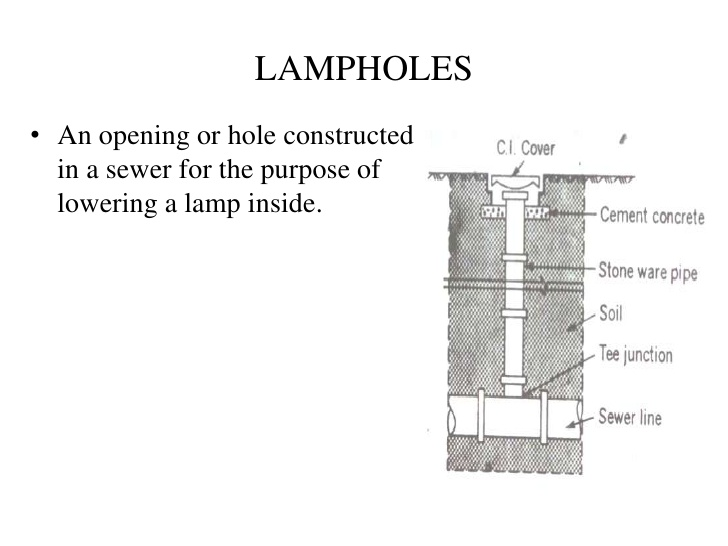 LAMPHOLES
• An opening or hole constructed
in a sewer for the purpose of
lowering a lamp inside.
C.I. Cover
Cement concrete
Stone ware pipe
Soil
Tee junction
Sewer line